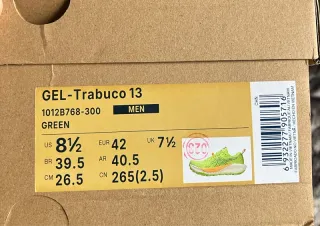 GEL-Trabuco 13
1012B768-300 MEN
GREEN
US 8½ EUR 42 UK 7½
BR 39.5 AR 40.5
CM 26.5 CN 265(2.5)